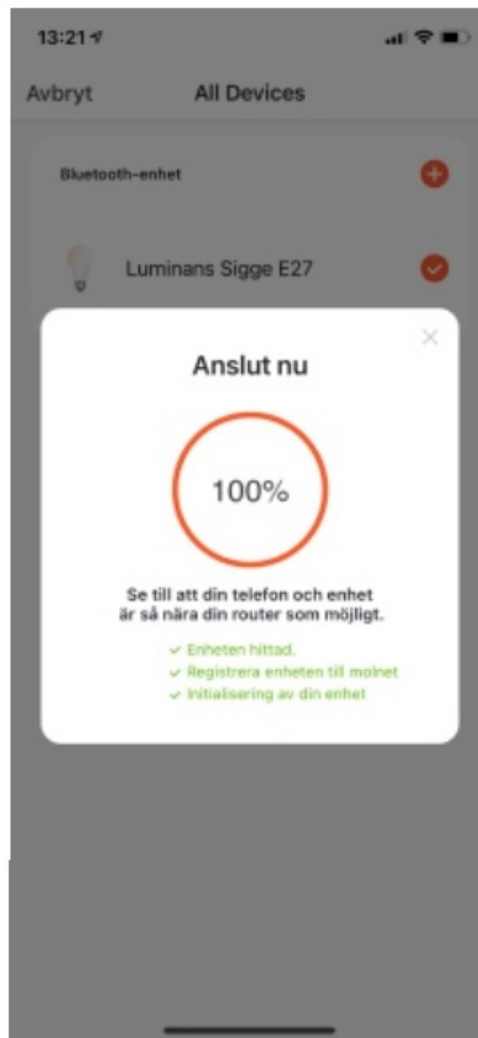 13:21
Avbryt All Devices
Bluetooth-enhet
Luminans Sigge E27
Anslut nu
100%
Se till att din telefon och enhet
är så nära din router som möjligt.
✓ Enheten hittad.
✓ Registrera enheten till molnet
✓ Initialisering av din enhet